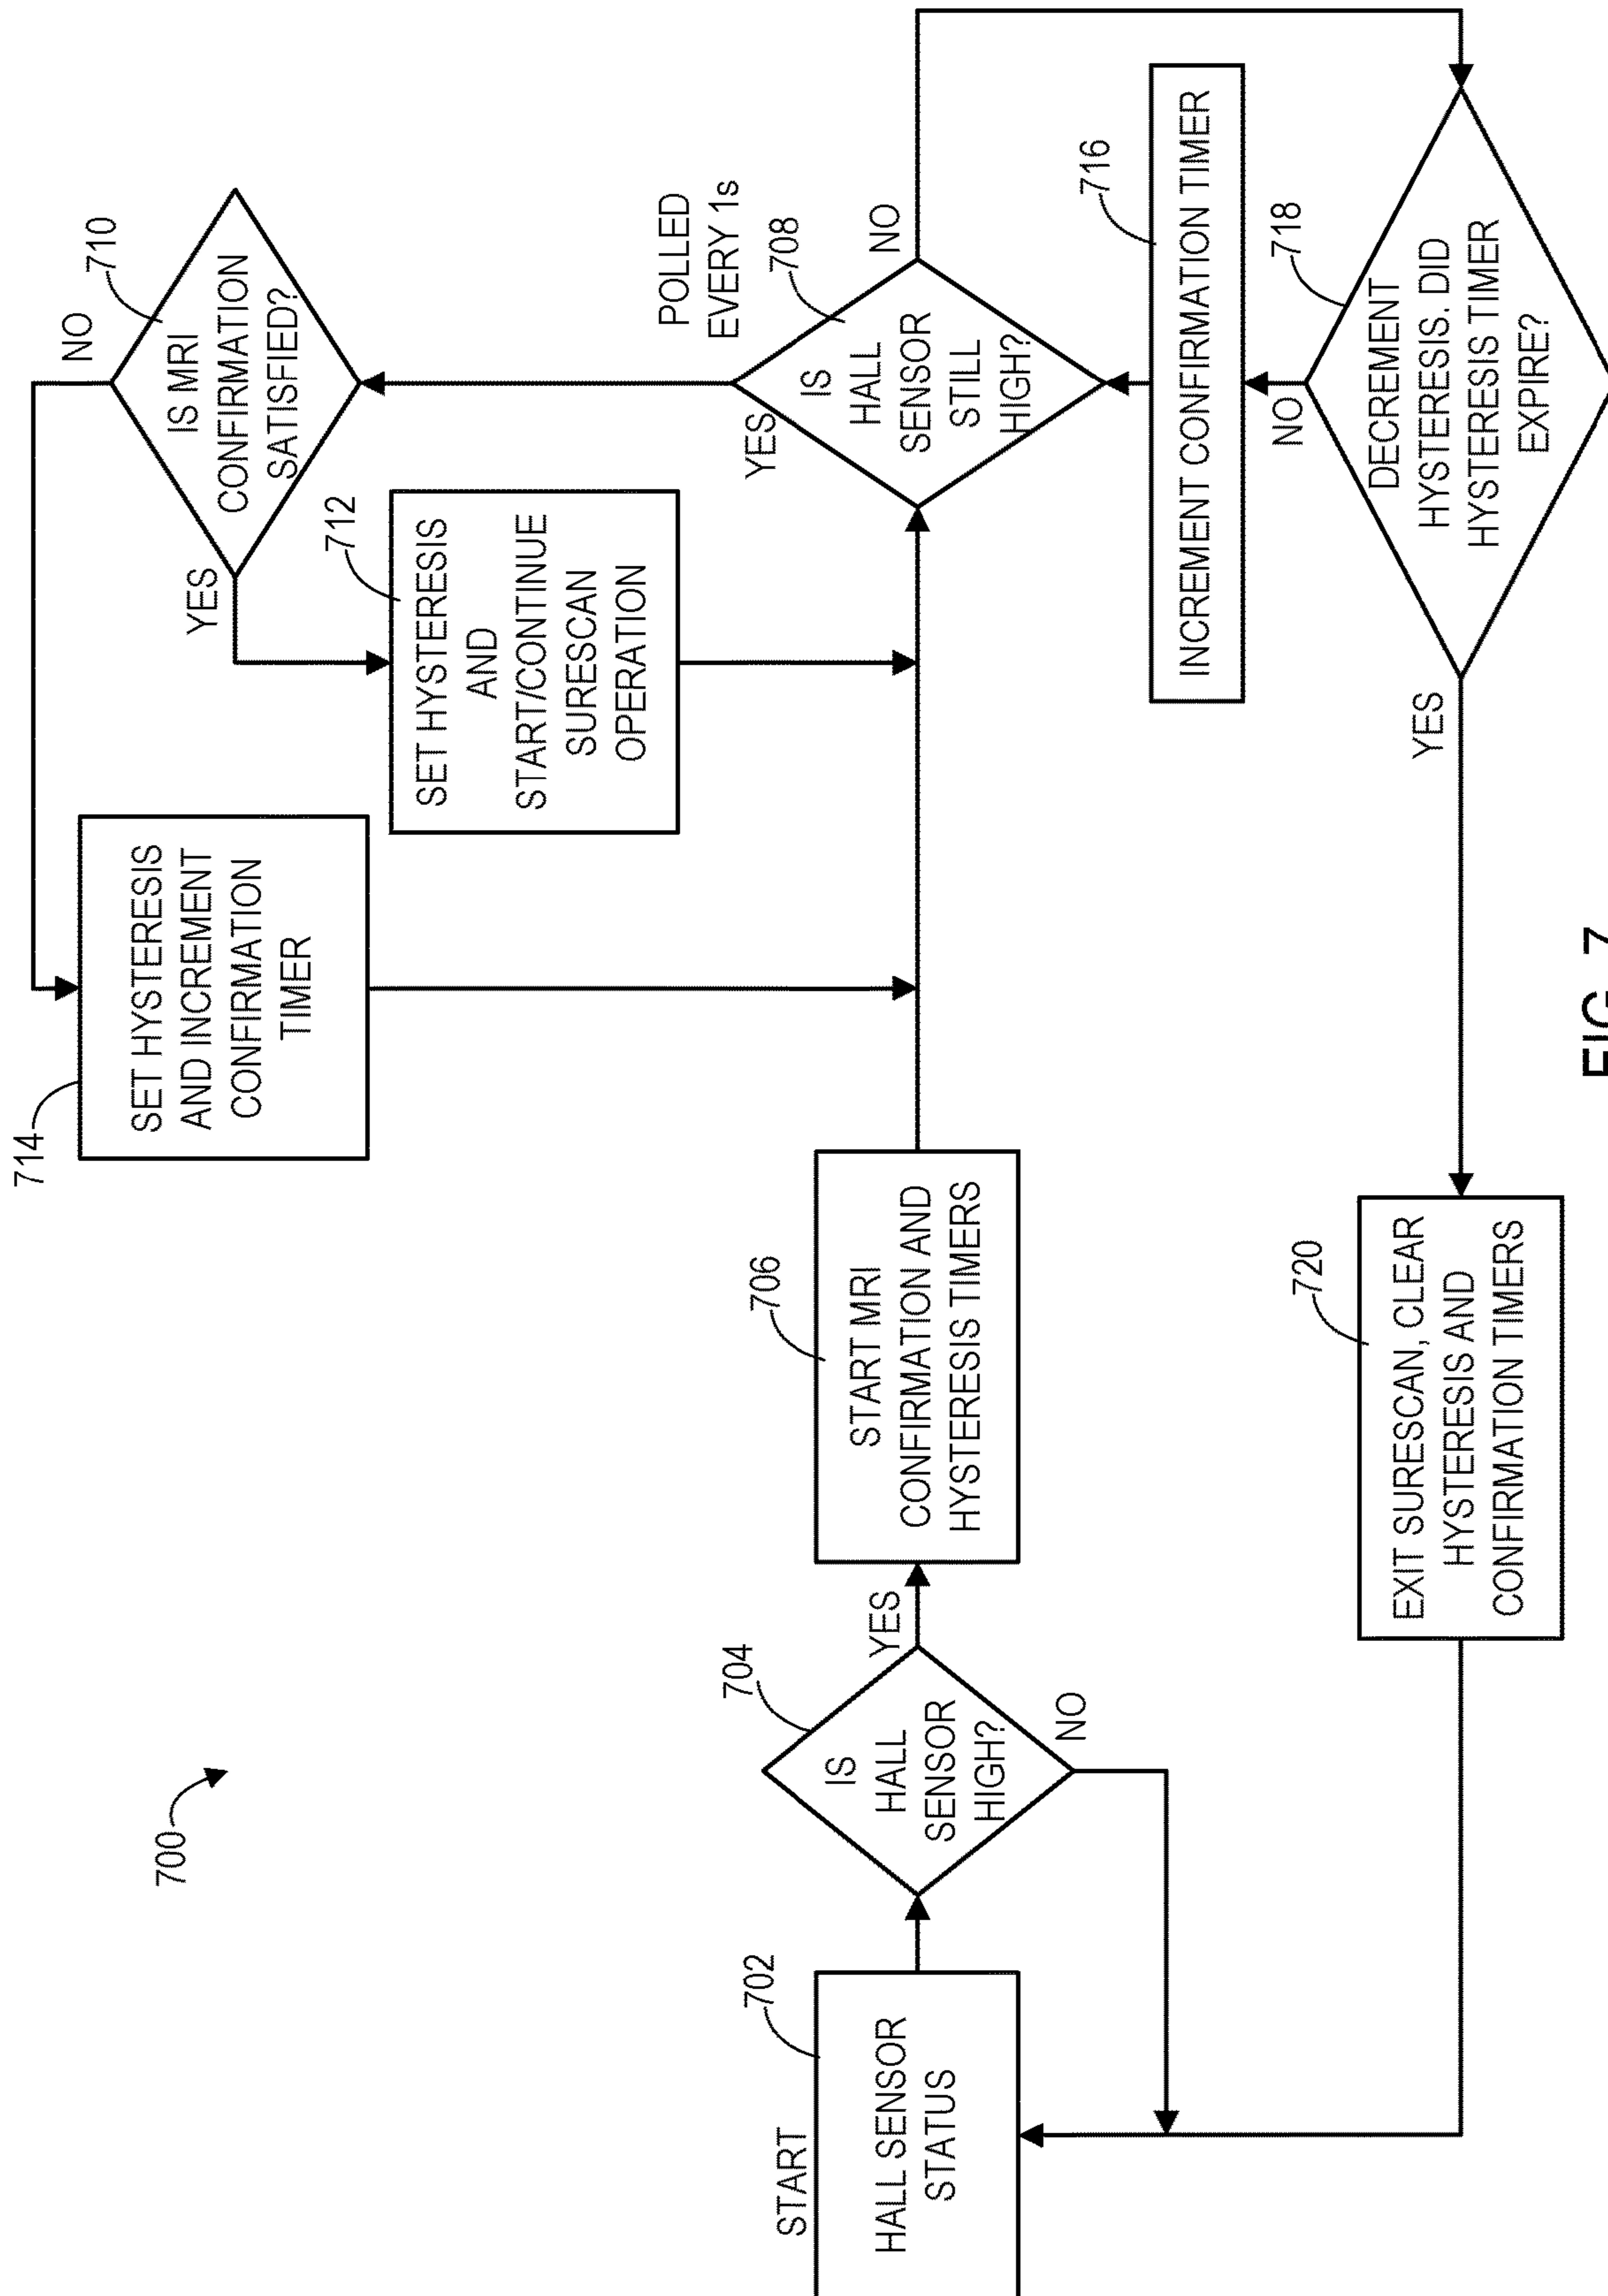 700
START
702
HALL SENSOR
STATUS
704
IS
HALL
SENSOR
HIGH?
YES
NO
706
START MRI
CONFIRMATION AND
HYSTERESIS TIMERS
POLLED
EVERY 1s
708
IS
HALL
SENSOR
STILL
HIGH?
YES
NO
710
IS MRI
CONFIRMATION
SATISFIED?
YES
NO
712
SET HYSTERESIS
AND
START/CONTINUE
SURESCAN
OPERATION
714
SET HYSTERESIS
AND INCREMENT
CONFIRMATION
TIMER
716
INCREMENT CONFIRMATION TIMER
718
DECREMENT
HYSTERESIS. DID
HYSTERESIS TIMER
EXPIRE?
NO
YES
720
EXIT SURESCAN, CLEAR
HYSTERESIS AND
CONFIRMATION TIMERS
FIG. 7